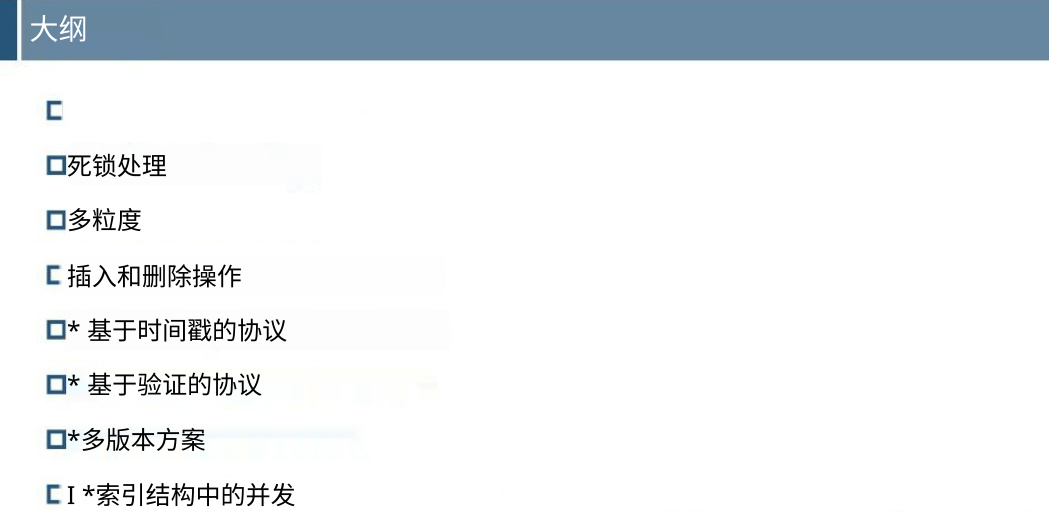 大纲
死锁处理
多粒度
插入和删除操作
* 基于时间戳的协议
* 基于验证的协议
*多版本方案
I *索引结构中的并发